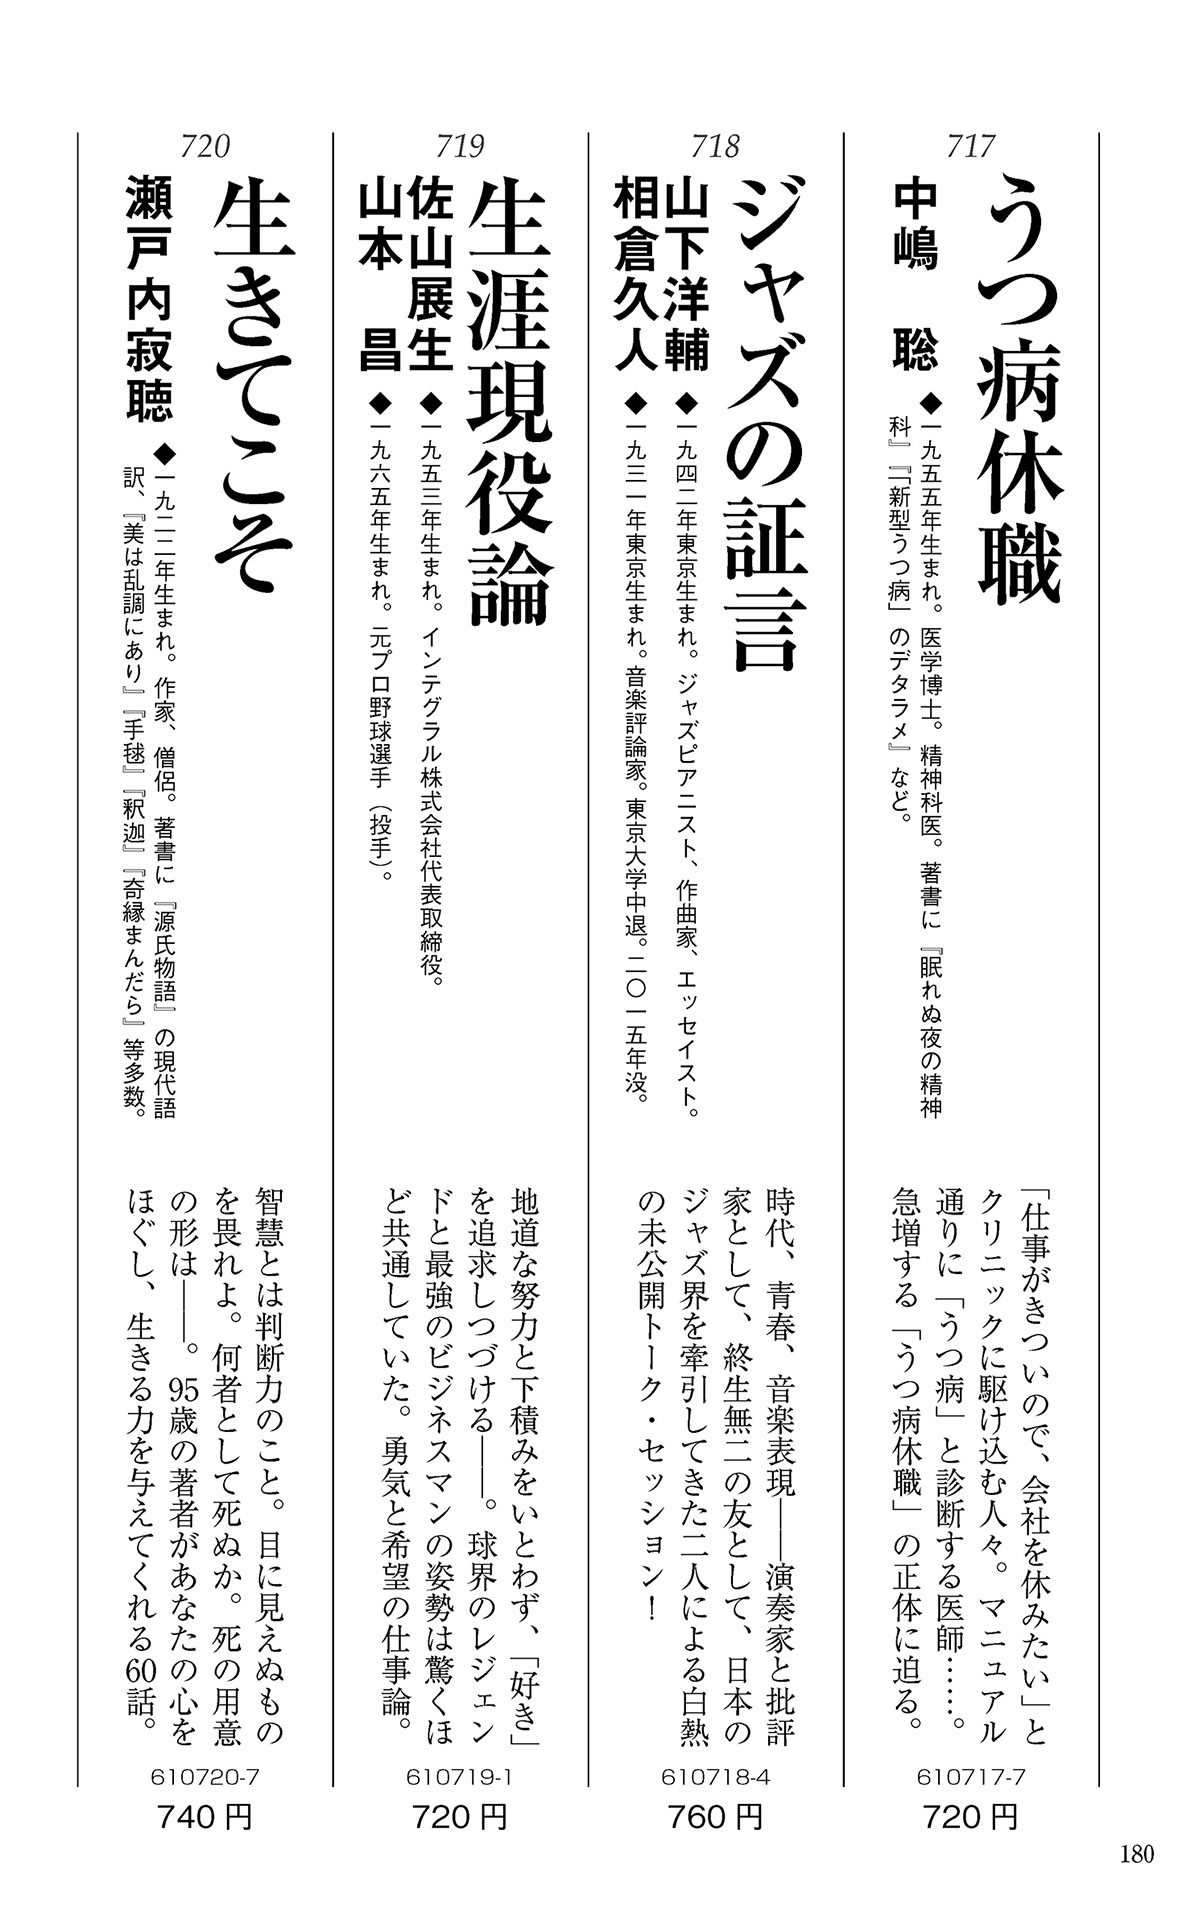 717
うつ病休職
中嶋 聡
◆一九五五年生まれ。医学博士。精神科医。著書に『眠れぬ夜の精神
科』『「新型うつ病」のデタラメ』など。
「仕事がきついので、会社を休みたい」と
クリニックに駆け込む人々。マニュアル
通りに「うつ病」と診断する医師……。
急増する「うつ病休職」の正体に迫る。
610717-7
720円
718
ジャズの証言
山下洋輔
◆一九四二年東京生まれ。ジャズピアニスト、作曲家、エッセイスト。
相倉久人
◆一九三一年東京生まれ。音楽評論家。東京大学中退。二〇一五年没。
時代、青春、音楽表現――演奏家と批評
家として、終生無二の友として、日本の
ジャズ界を牽引してきた二人による白熱
の未公開トーク・セッション！
610718-4
760円
719
生涯現役論
佐山展生
◆一九五三年生まれ。インテグラル株式会社代表取締役。
山本 昌
◆一九六五年生まれ。元プロ野球選手（投手）。
地道な努力と下積みをいとわず、「好き」
を追求しつづける――。球界のレジェン
ドと最強のビジネスマンの姿勢は驚くほ
ど共通していた。勇気と希望の仕事論。
610719-1
720円
720
生きてこそ
瀬戸内寂聴
◆一九二二年生まれ。作家、僧侶。著書に『源氏物語』の現代語
訳、『美は乱調にあり』『手毬』『釈迦』『奇縁まんだら』等多数。
智慧とは判断力のこと。目に見えぬもの
を畏れよ。何者として死ぬか。死の用意
の形は――。95歳の著者があなたの心を
ほぐし、生きる力を与えてくれる60話。
610720-7
740円
180